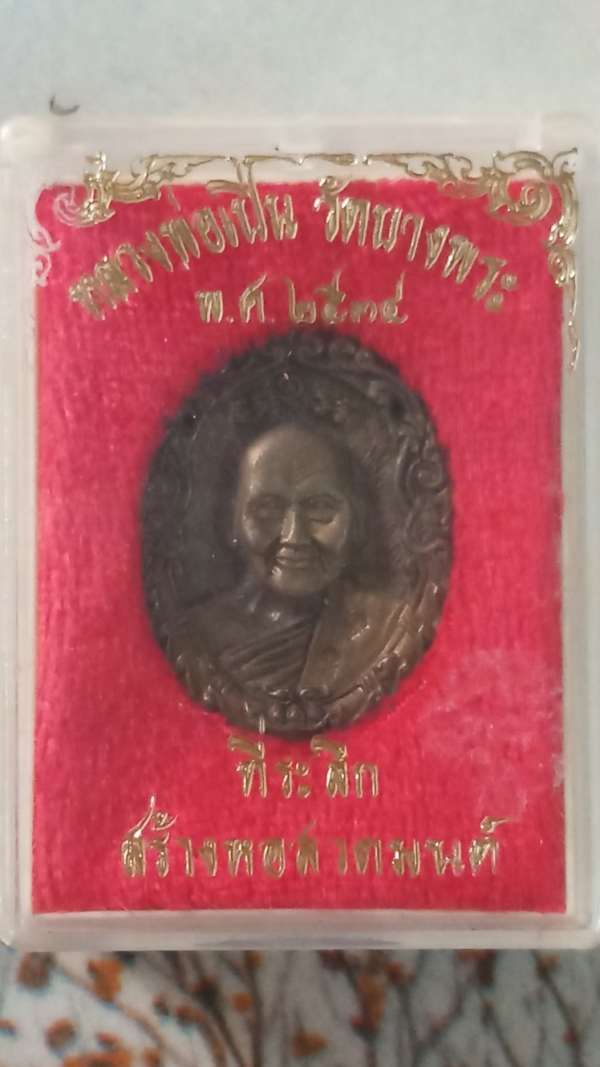 หลวงพ่อเปิ่น วัดบางพระ
พ.ศ. ๒๕๓๔
ที่ระลึก
สร้างหอสวดมนต์